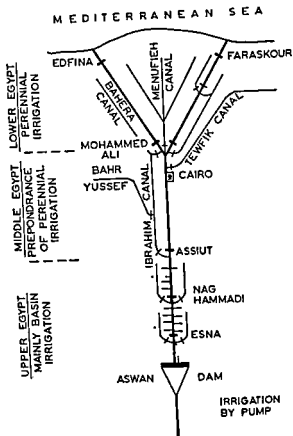 MEDITERRANEAN SEA
EDFINA
FARASKOUR
MENUFIEH
CANAL
BAHERA
CANAL
LOWER EGYPT
PERENNIAL
IRRIGATION
TEWFIK CANAL
MOHAMMED
ALI
CAIRO
BAHR
YUSSEF
IBRAHIM CANAL
MIDDLE EGYPT
PREPONDRANCE
OF PERENNIAL
IRRIGATION
ASSIUT
NAG
HAMMADI
UPPER EGYPT
MAINLY BASIN
IRRIGATION
ESNA
ASWAN DAM
IRRIGATION
BY PUMP